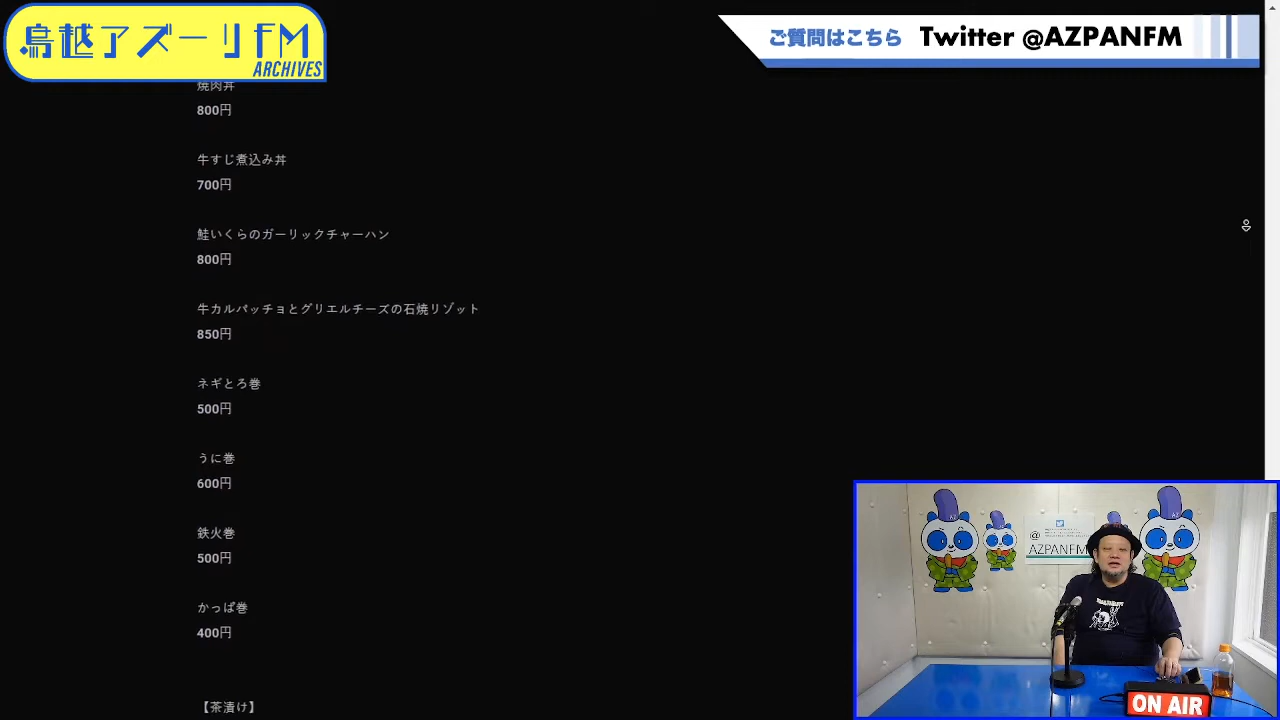 鳥越アズーリFM
ARCHIVES
ご質問はこちら Twitter @AZPANFM
焼肉丼
800円
牛すじ煮込み丼
700円
鮭いくらのガーリックチャーハン
800円
牛カルパッチョとグリエルチーズの石焼リゾット
850円
ネギとろ巻
500円
うに巻
600円
鉄火巻
500円
かっぱ巻
400円
【茶漬け】
@
AZPANFM
ON AIR